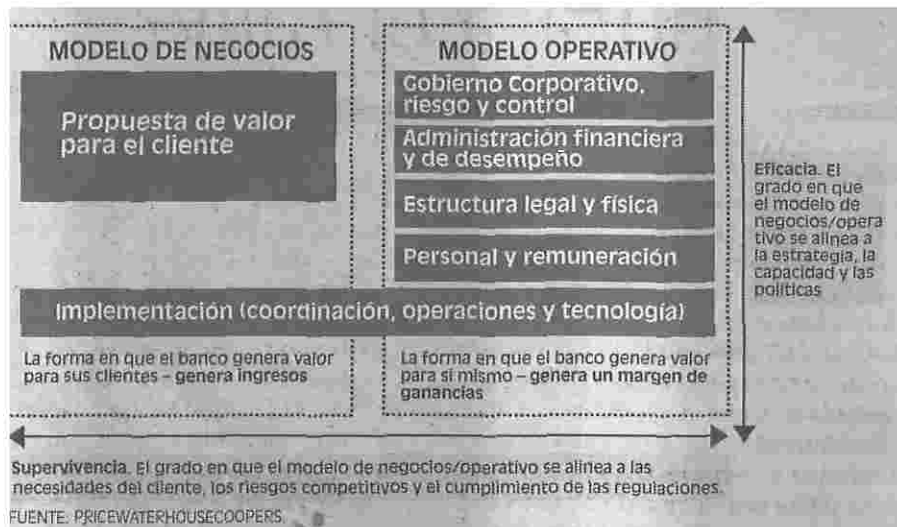 MODELO DE NEGOCIOS
Propuesta de valor
para el cliente
MODELO OPERATIVO
Gobierno Corporativo,
riesgo y control
Administración financiera
y de desempeño
Estructura legal y física
Personal y remuneración
Implementación (coordinación, operaciones y tecnología)
La forma en que el banco genera valor
para sus clientes – genera ingresos
La forma en que el banco genera valor
para si mismo – genera un margen de
ganancias
Eficacia. El
grado en que
el modelo de
negocios/opera
tivo se alinea a
la estrategia, la
capacidad y las
políticas
Supervivencia. El grado en que el modelo de negocios/operativo se alinea a las
necesidades del cliente, los riesgos competitivos y el cumplimiento de las regulaciones.
FUENTE: PRICEWATERHOUSECOOPERS.